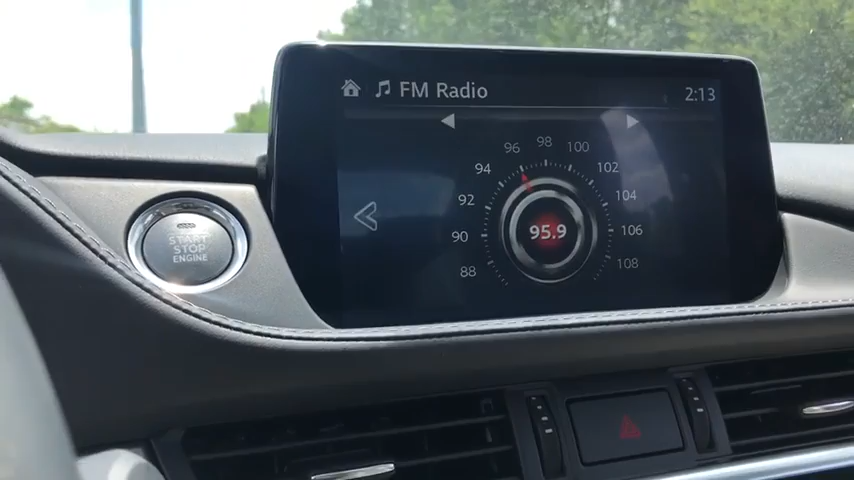 FM Radio
2:13
96 98 100
94 102
92 104
90 95.9 106
88 108
START
STOP
ENGINE